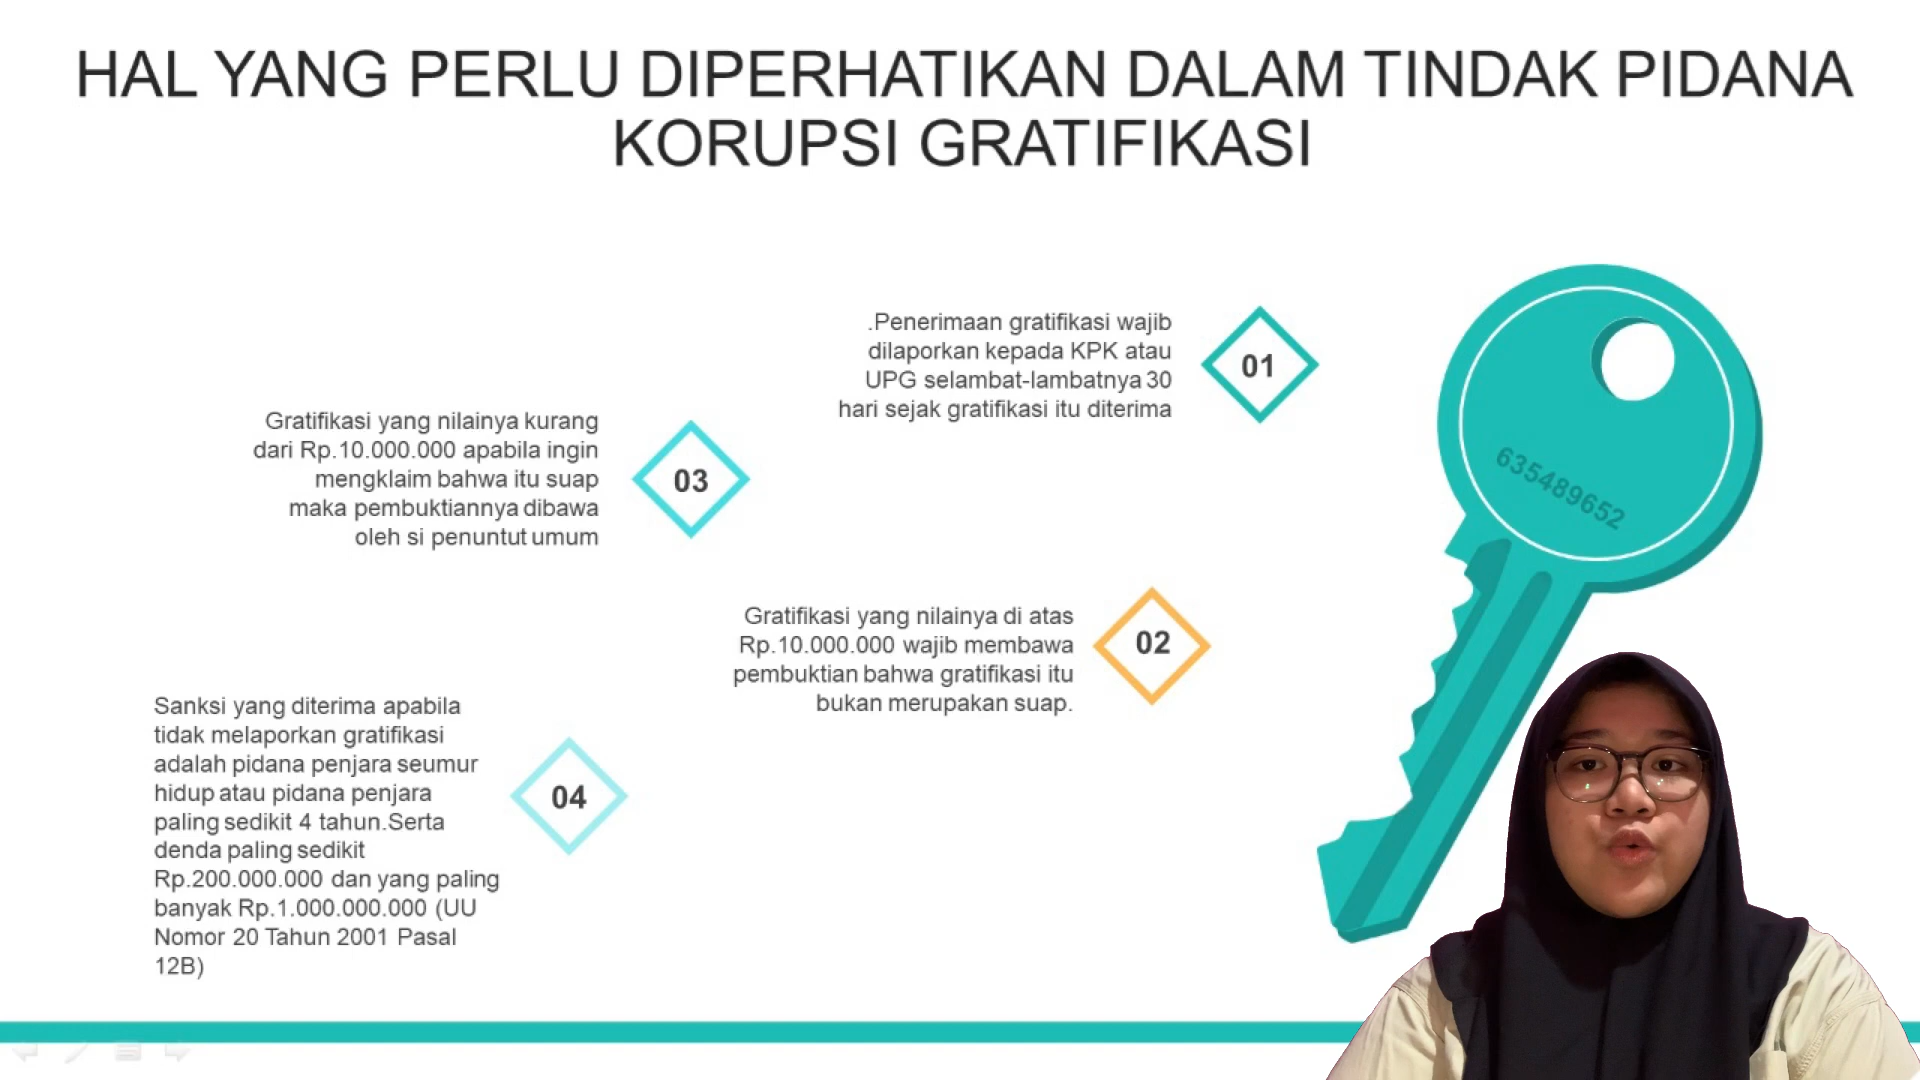 HAL YANG PERLU DIPERHATIKAN DALAM TINDAK PIDANA
KORUPSI GRATIFIKASI
.Penerimaan gratifikasi wajib
dilaporkan kepada KPK atau
UPG selambat-lambatnya 30
hari sejak gratifikasi itu diterima
01
Gratifikasi yang nilainya di atas
Rp.10.000.000 wajib membawa
pembuktian bahwa gratifikasi itu
bukan merupakan suap.
02
Gratifikasi yang nilainya kurang
dari Rp.10.000.000 apabila ingin
mengklaim bahwa itu suap
maka pembuktiannya dibawa
oleh si penuntut umum
03
Sanksi yang diterima apabila
tidak melaporkan gratifikasi
adalah pidana penjara seumur
hidup atau pidana penjara
paling sedikit 4 tahun.Serta
denda paling sedikit
Rp.200.000.000 dan yang paling
banyak Rp.1.000.000.000 (UU
Nomor 20 Tahun 2001 Pasal
12B)
04
635489652